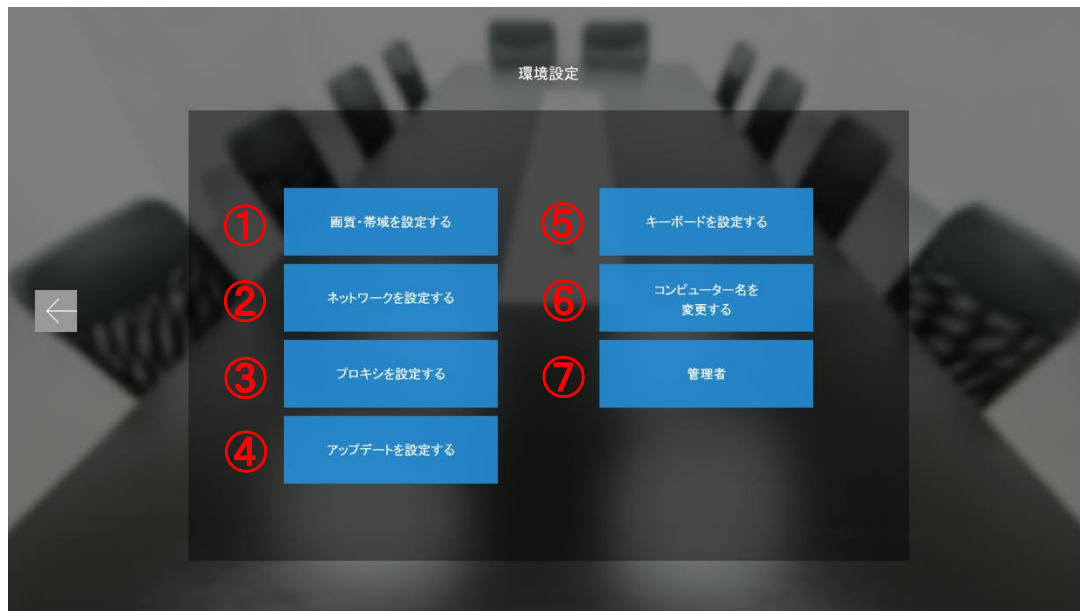 環境設定
① 画質・帯域を設定する
② ネットワークを設定する
③ プロキシを設定する
④ アップデートを設定する
⑤ キーボードを設定する
⑥ コンピューター名を
変更する
⑦ 管理者